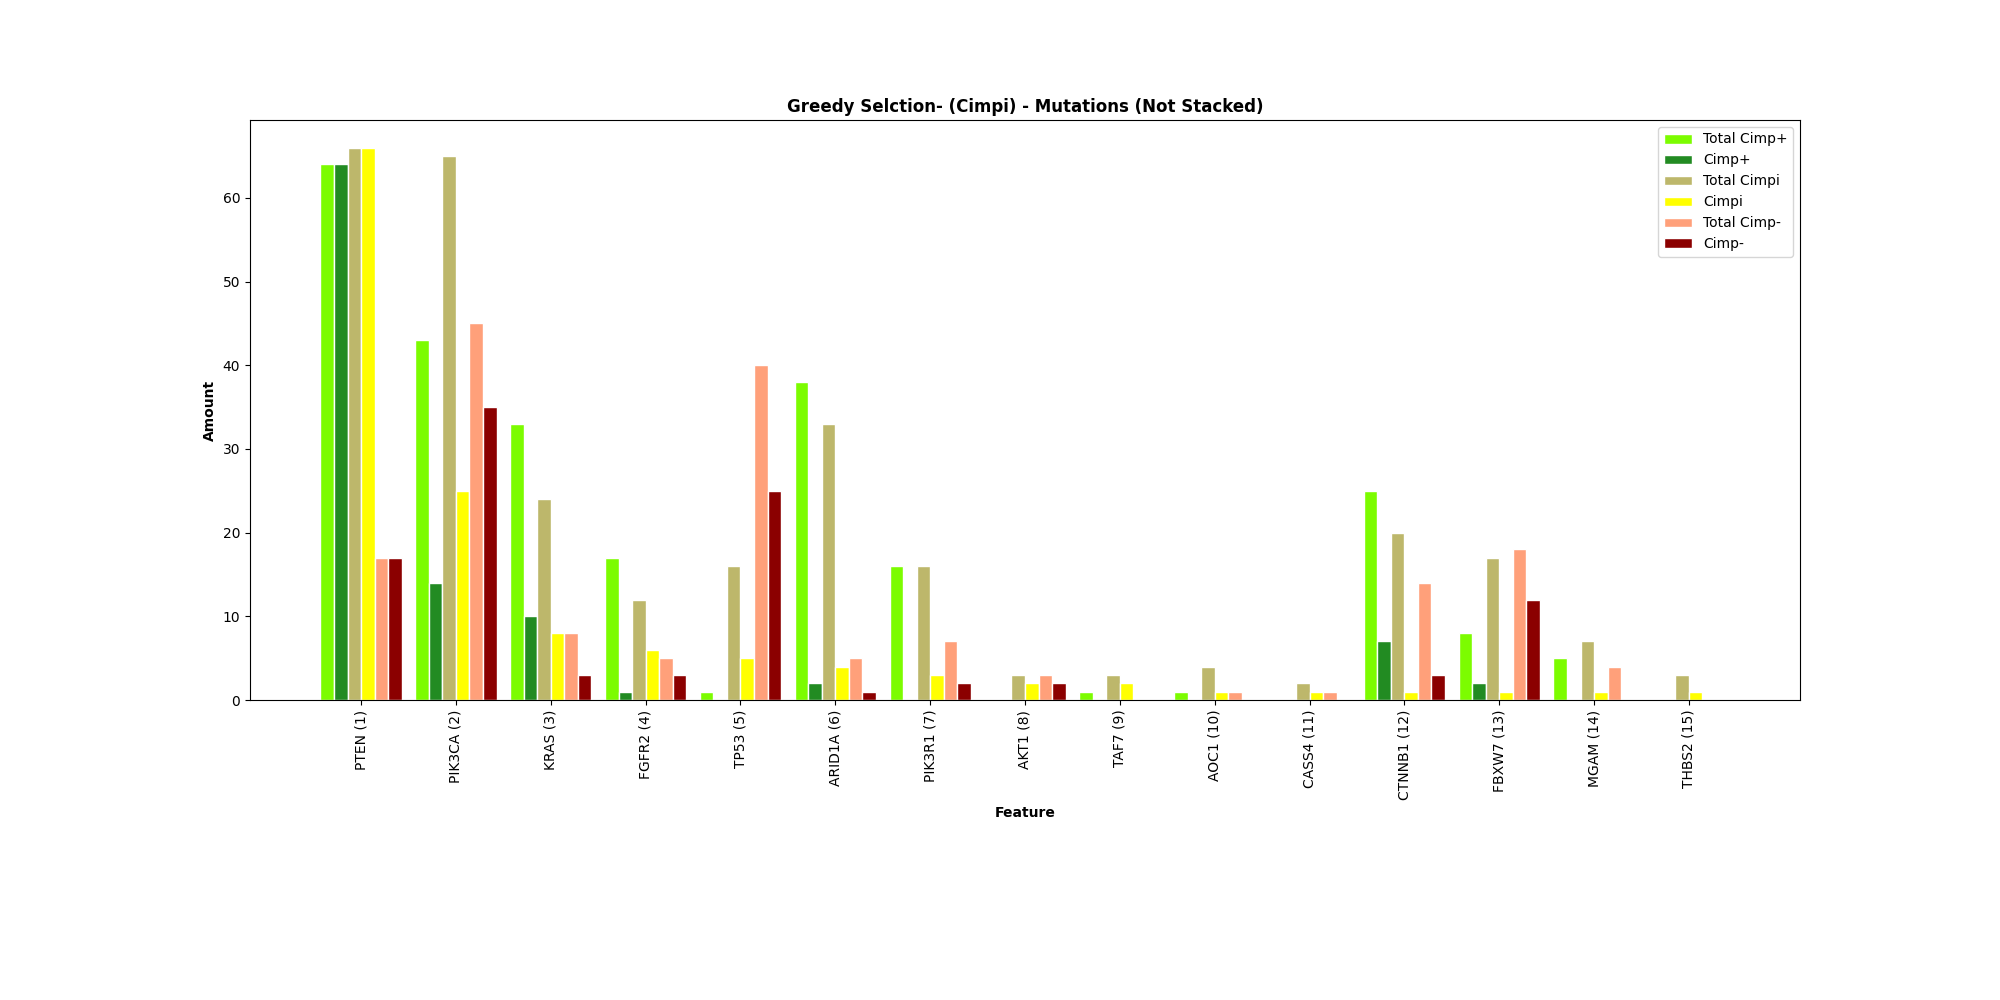 Greedy Selction- (Cimpi) - Mutations (Not Stacked)
Total Cimp+
Cimp+
Total Cimpi
Cimpi
Total Cimp-
Cimp-
Amount
60
50
40
30
20
10
0
PTEN (1)
PIK3CA (2)
KRAS (3)
FGFR2 (4)
TP53 (5)
ARID1A (6)
PIK3R1 (7)
AKT1 (8)
TAF7 (9)
AOC1 (10)
CASS4 (11)
CTNNB1 (12)
FBXW7 (13)
MGAM (14)
THBS2 (15)
Feature